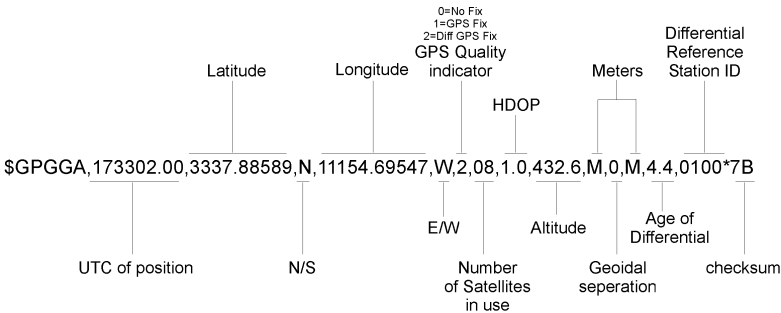 0=No Fix
1=GPS Fix
2=Diff GPS Fix
GPS Quality
indicator
Latitude
Longitude
HDOP
Meters
Differential
Reference
Station ID
$GPGGA,173302.00,3337.88589,N,11154.69547,W,2,08,1.0,432.6,M,0,M,4.4,0100*7B
UTC of position
N/S
E/W
Number
of Satellites
in use
Altitude
Geoidal
seperation
Age of
Differential
checksum